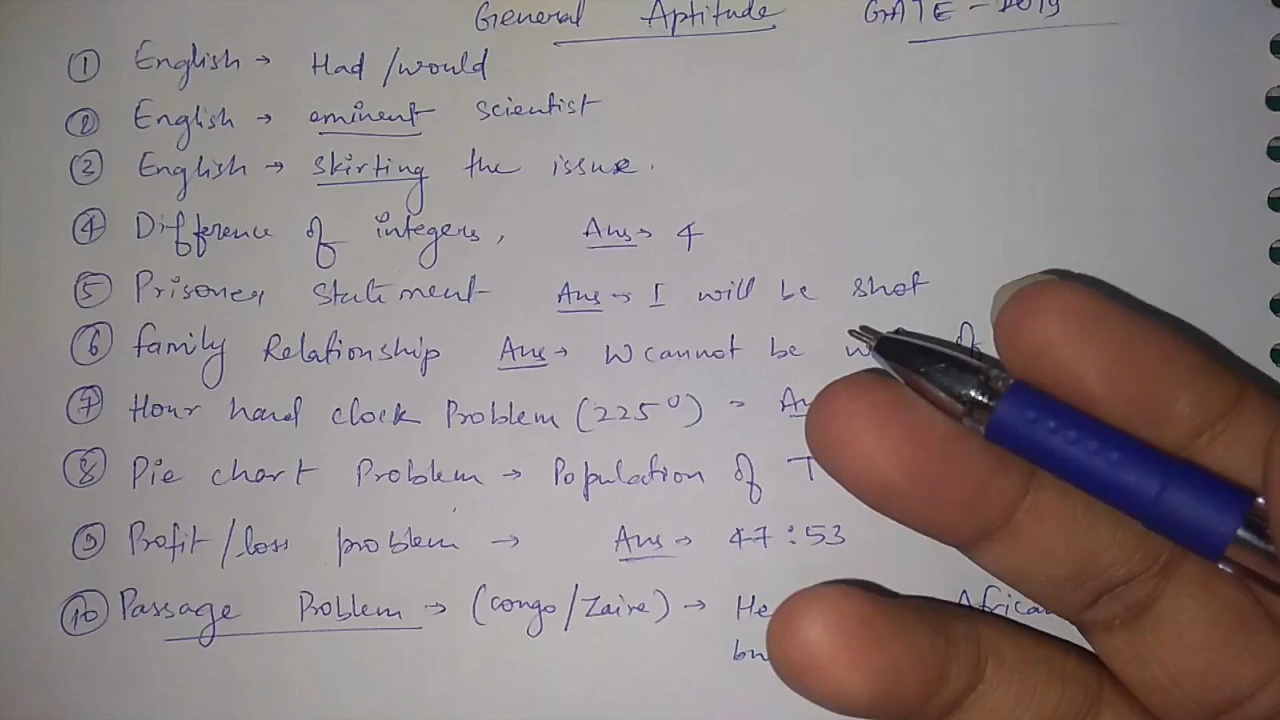 General Aptitude GATE - 2019
① English → Had /would
② English → eminent scientist
③ English → skirting the issue.
④ Difference of integers, Ans → 4
⑤ Prisoner statement Ans → I will be shot
⑥ family Relationship Ans → W cannot be of
⑦ Hour hand clock Problem (225°) -
⑧ Pie chart Problem → Population of T
⑨ Profit/loss problem → Ans → 47:53
⑩ Passage Problem → (Congo/Zaire) → He African